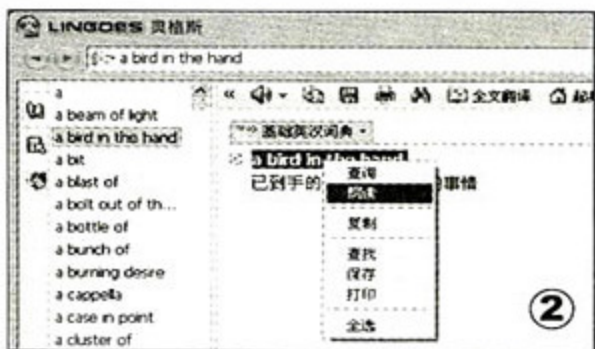 LINGOES 灵格斯
a bird in the hand
a
a beam of light
a bird in the hand
a bit
a blast of
a bolt out of th...
a bottle of
a bunch of
a burning desire
a cappella
a case in point
a cluster of
全文翻译
基础英汉词典
a bird in the hand
已到手的 事情
查询
朗读
复制
查找
保存
打印
全选
②